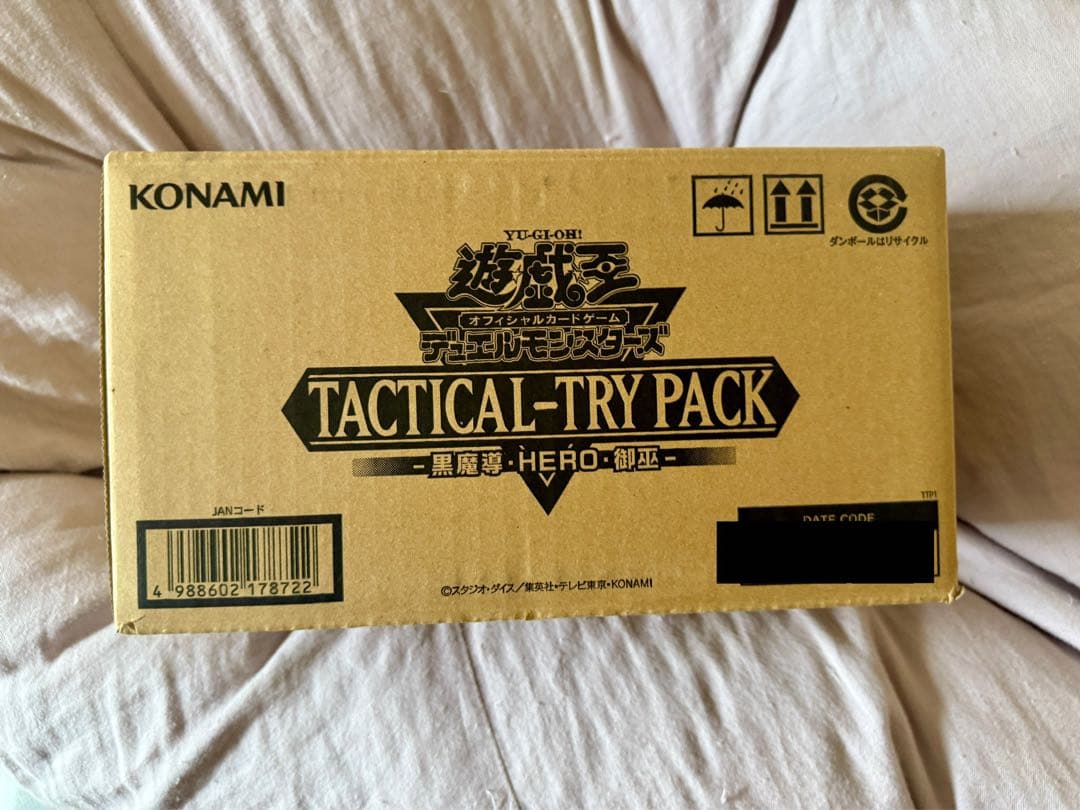 KONAMI
ダンボールはリサイクル
YU-GI-OH!
遊戯王
オフィシャルカードゲーム
デュエルモンスターズ
TACTICAL-TRY PACK
-黒魔導・HERO・御巫-
JANコード
4 988602 178722
TTP1
DATE CODE
©スタジオ・ダイス/集英社・テレビ東京・KONAMI